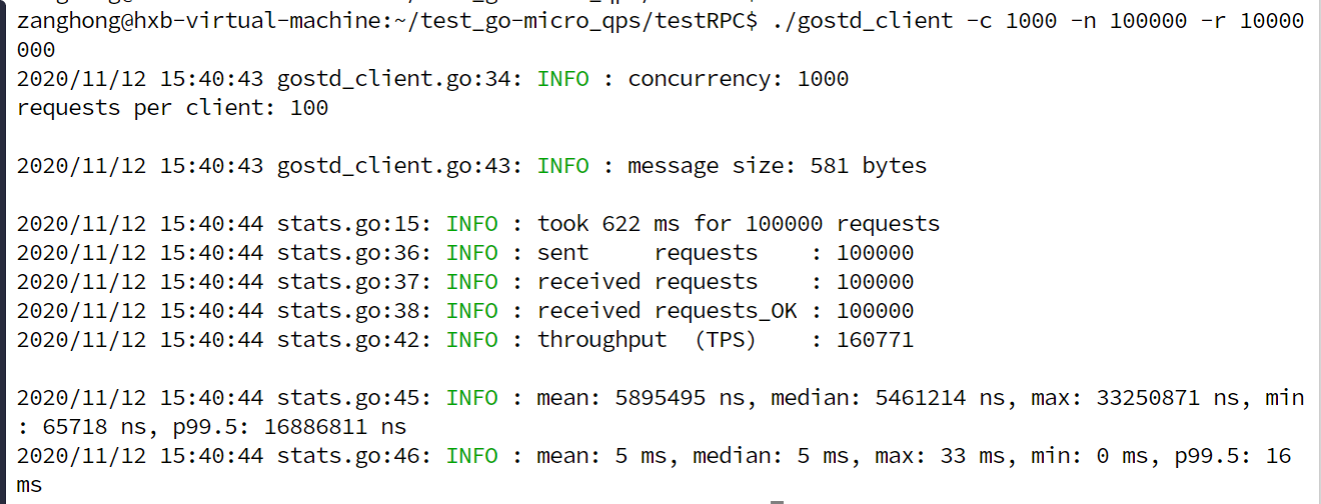 zanghong@hxb-virtual-machine:~/test_go-micro_qps/testRPC$ ./gostd_client -c 1000 -n 100000 -r 10000
000
2020/11/12 15:40:43 gostd_client.go:34: INFO : concurrency: 1000
requests per client: 100
2020/11/12 15:40:43 gostd_client.go:43: INFO : message size: 581 bytes
2020/11/12 15:40:44 stats.go:15: INFO : took 622 ms for 100000 requests
2020/11/12 15:40:44 stats.go:36: INFO : sent     requests    : 100000
2020/11/12 15:40:44 stats.go:37: INFO : received requests    : 100000
2020/11/12 15:40:44 stats.go:38: INFO : received requests_OK : 100000
2020/11/12 15:40:44 stats.go:42: INFO : throughput  (TPS)    : 160771
2020/11/12 15:40:44 stats.go:45: INFO : mean: 5895495 ns, median: 5461214 ns, max: 33250871 ns, min
: 65718 ns, p99.5: 16886811 ns
2020/11/12 15:40:44 stats.go:46: INFO : mean: 5 ms, median: 5 ms, max: 33 ms, min: 0 ms, p99.5: 16
ms